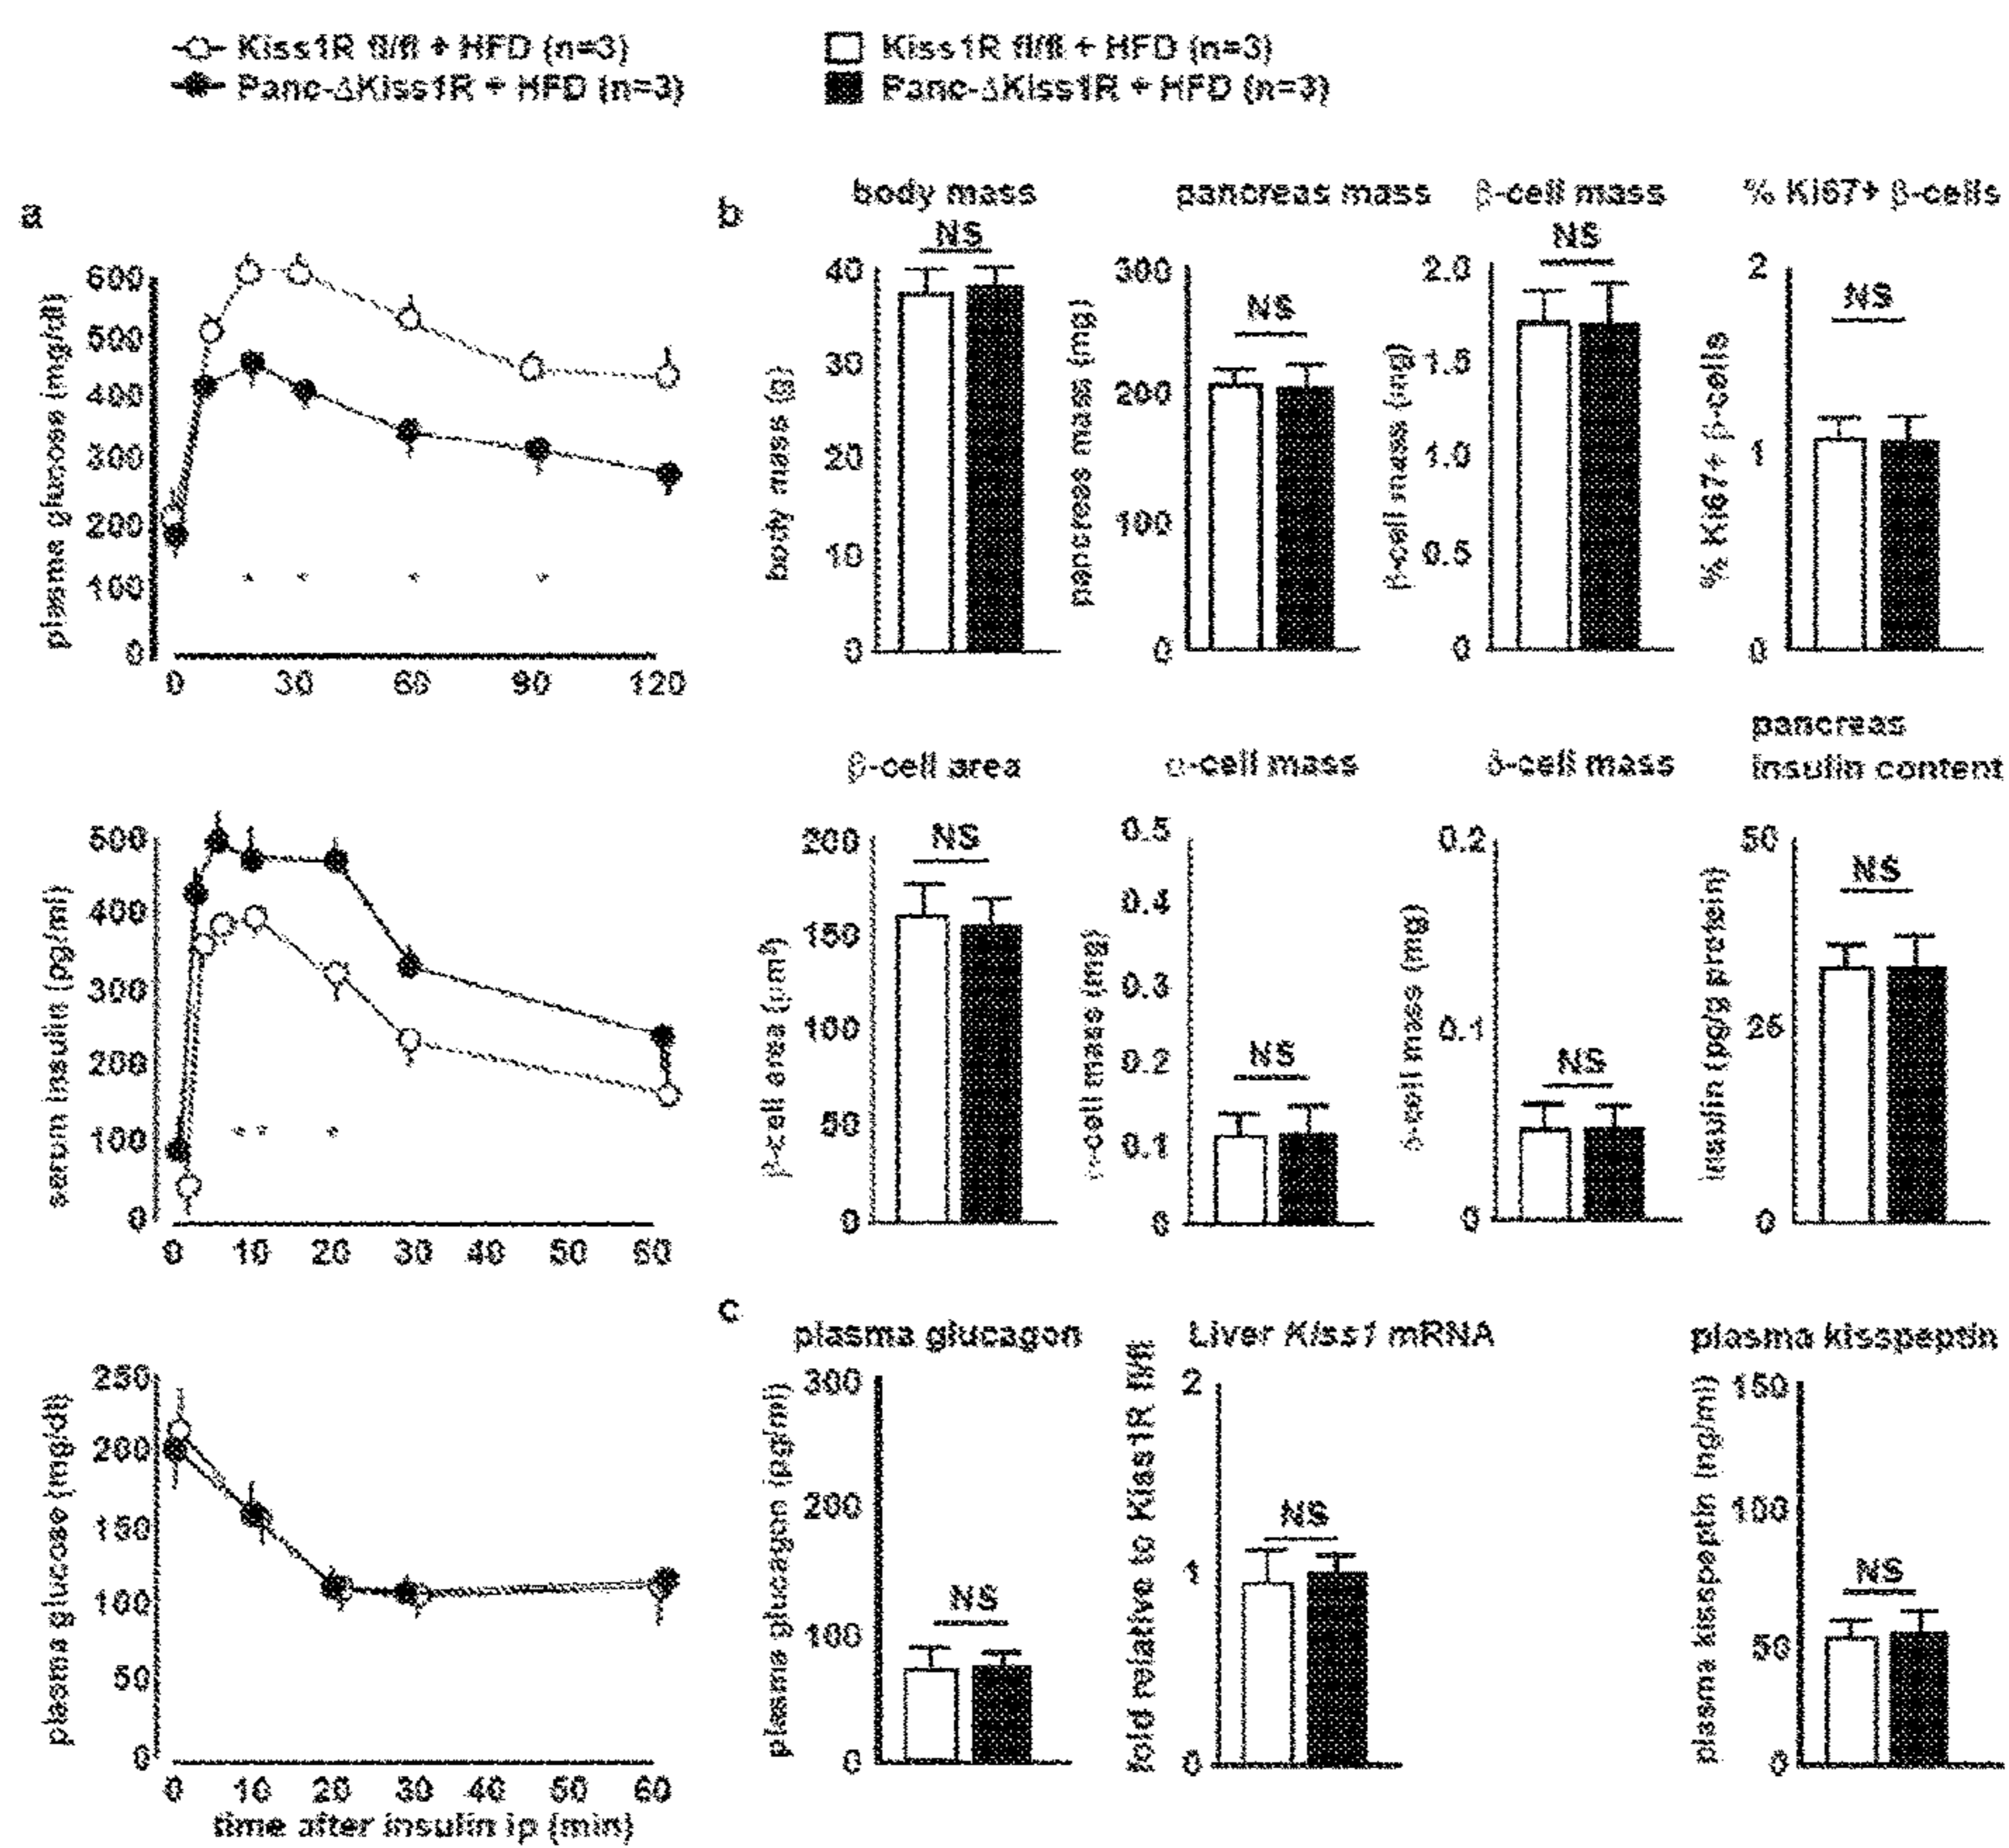 Kiss1R fl/fl + HFD (n=3)
Panc-ΔKiss1R + HFD (n=3)
Kiss1R fl/fl + HFD (n=3)
Panc-ΔKiss1R + HFD (n=3)
a
plasma glucose (mg/dl)
600
500
400
300
200
100
0
* * * *
0 30 60 90 120
serum insulin (pg/ml)
500
400
300
200
100
0
* * *
0 10 20 30 40 50 60
plasma glucose (mg/dl)
250
200
150
100
50
0
0 10 20 30 40 50 60
time after insulin ip (min)
b
body mass
NS
body mass (g)
40
30
20
10
0
pancreas mass
NS
pancreas mass (mg)
300
200
100
0
β-cell mass
NS
β-cell mass (mg)
2.0
1.5
1.0
0.5
0
% Ki67+ β-cells
NS
% Ki67+ β-cells
2
1
0
β-cell area
NS
β-cell area (μm²)
200
150
100
50
0
α-cell mass
NS
α-cell mass (mg)
0.5
0.4
0.3
0.2
0.1
0
δ-cell mass
NS
δ-cell mass (mg)
0.2
0.1
0
pancreas
insulin content
NS
insulin (pg/g protein)
50
25
0
c
plasma glucagon
NS
plasma glucagon (pg/ml)
300
200
100
0
Liver Kiss1 mRNA
NS
fold relative to Kiss1R fl/fl
2
1
0
plasma kisspeptin
NS
plasma kisspeptin (ng/ml)
150
100
50
0